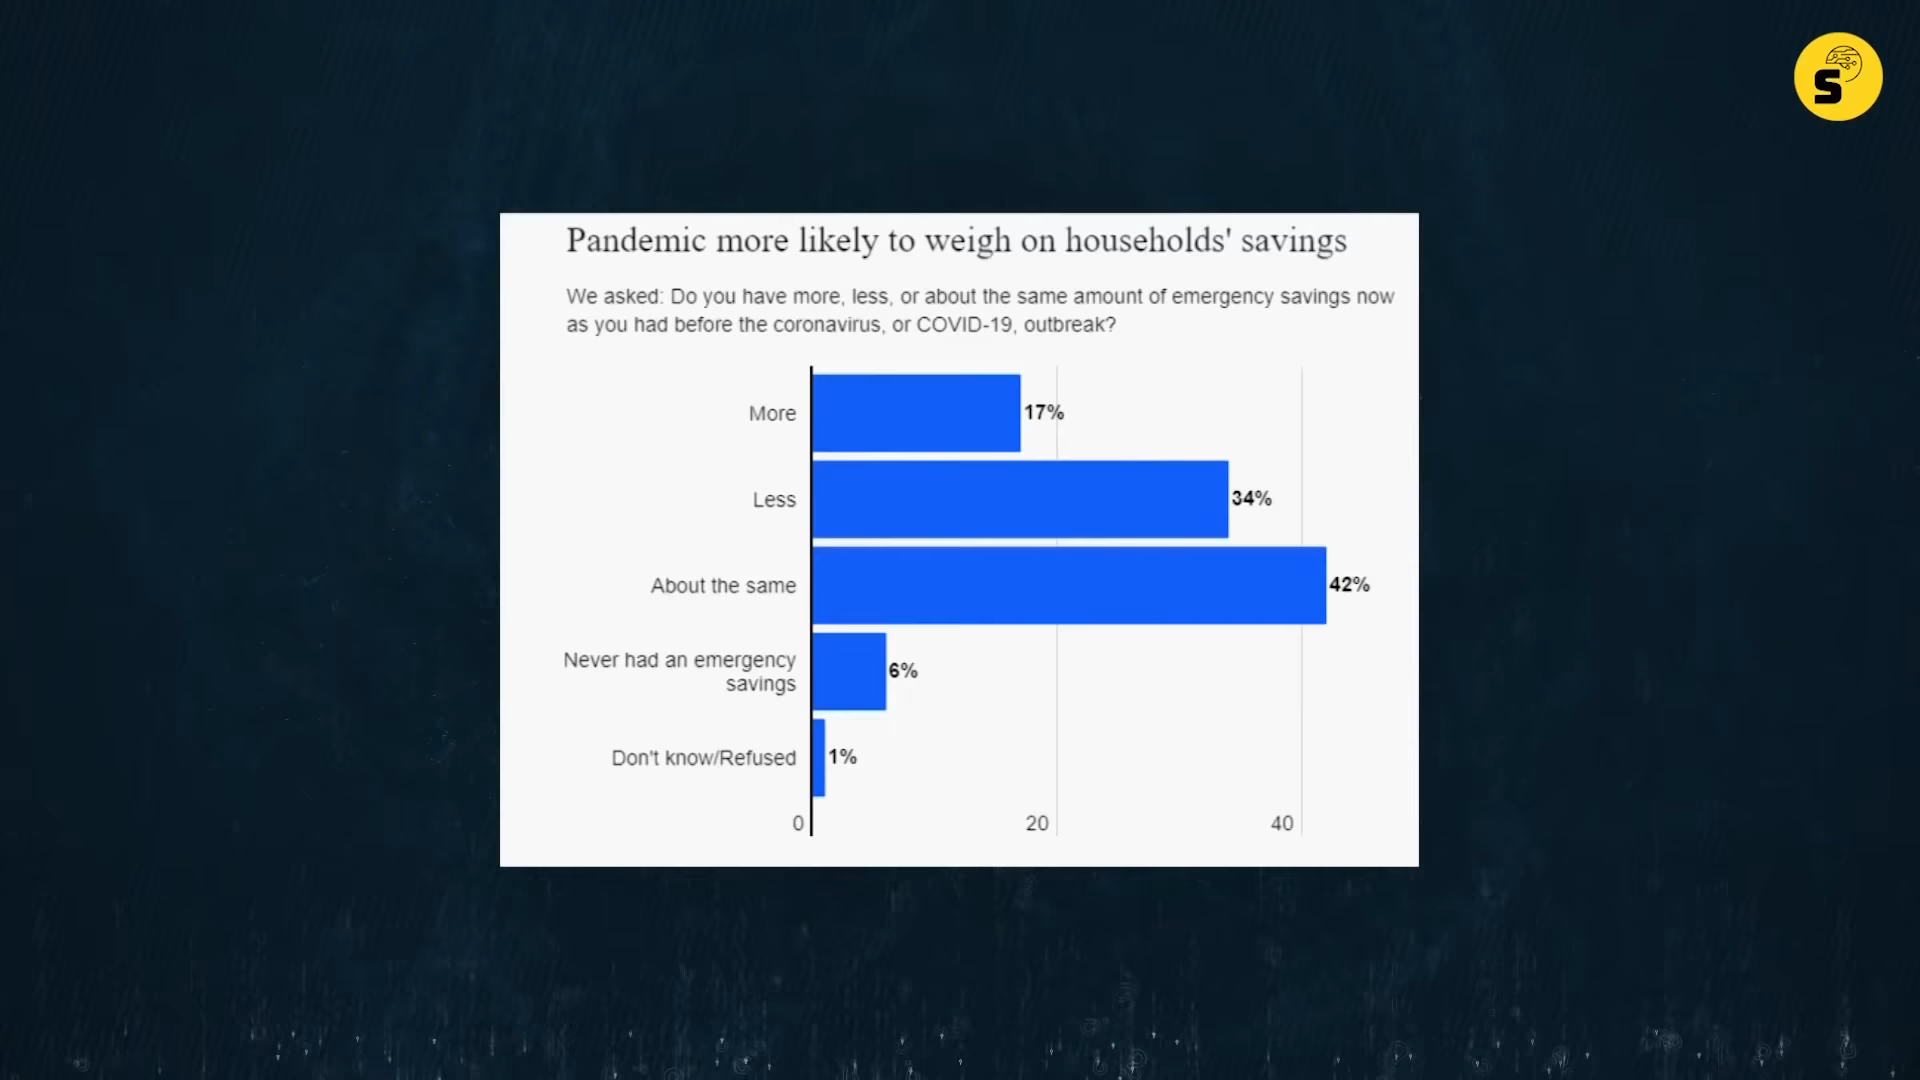 S
Pandemic more likely to weigh on households' savings
We asked: Do you have more, less, or about the same amount of emergency savings now
as you had before the coronavirus, or COVID-19, outbreak?
More 17%
Less 34%
About the same 42%
Never had an emergency
savings 6%
Don't know/Refused 1%
0 20 40